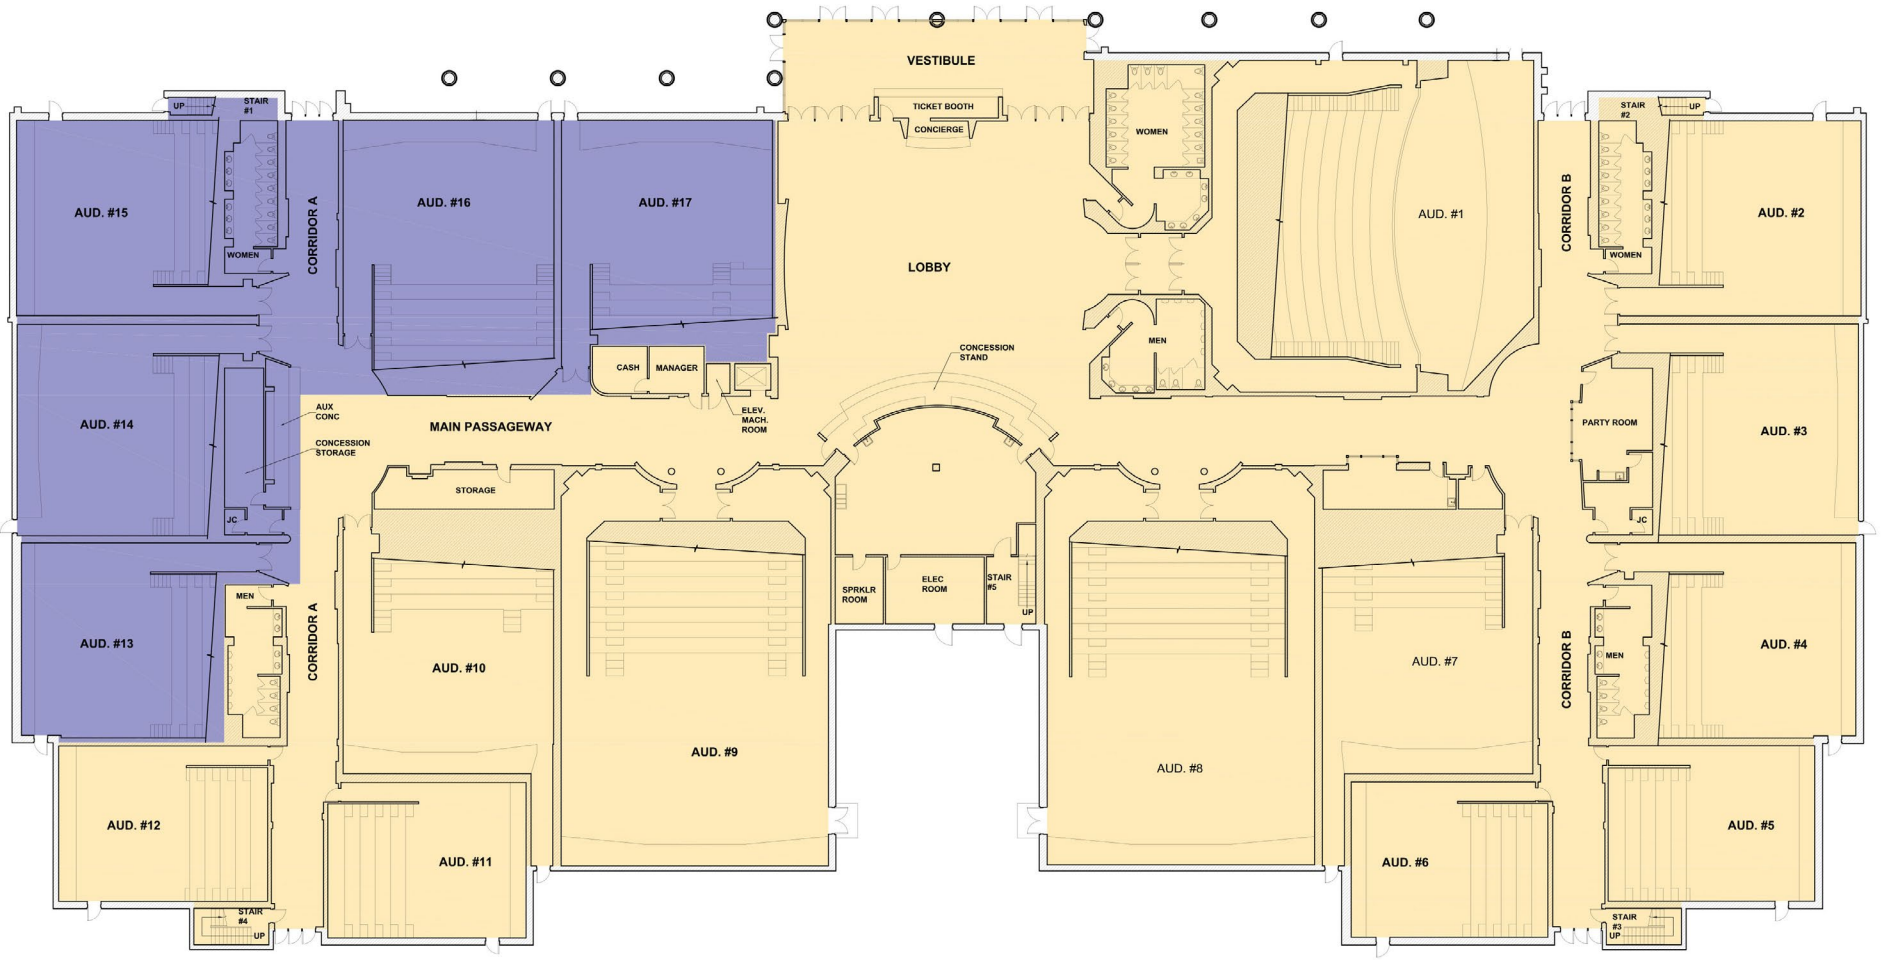 VESTIBULE
TICKET BOOTH
CONCIERGE
UP
STAIR
#1
AUD. #15
WOMEN
CORRIDOR A
AUD. #16
AUD. #17
LOBBY
WOMEN
MEN
AUD. #1
CORRIDOR B
STAIR
#2
UP
WOMEN
AUD. #2
CASH
MANAGER
ELEV.
MACH.
ROOM
CONCESSION
STAND
AUD. #14
AUX
CONC
CONCESSION
STORAGE
JC
MAIN PASSAGEWAY
STORAGE
PARTY ROOM
JC
AUD. #3
AUD. #13
MEN
CORRIDOR A
AUD. #10
AUD. #9
SPRKLR
ROOM
ELEC
ROOM
STAIR
#5
UP
AUD. #8
AUD. #7
CORRIDOR B
MEN
AUD. #4
AUD. #12
AUD. #11
AUD. #6
AUD. #5
STAIR
#4
UP
STAIR
#3
UP